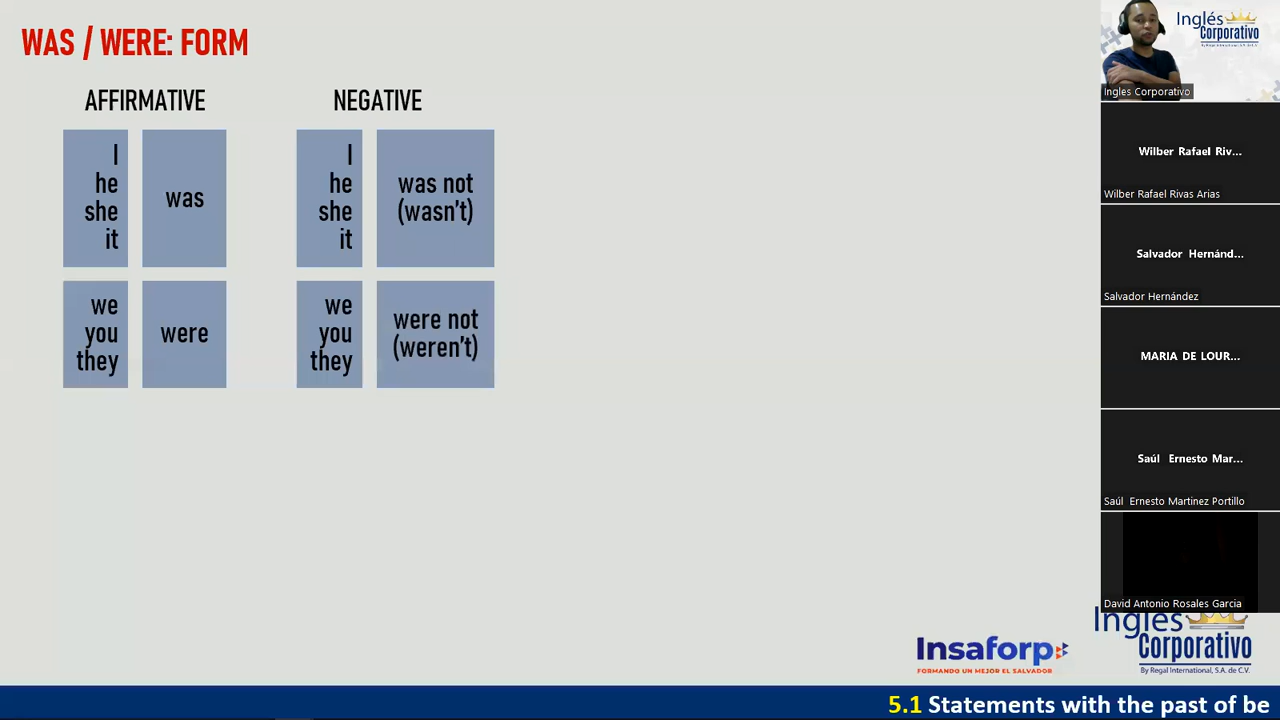 WAS / WERE: FORM
AFFIRMATIVE
NEGATIVE
I
he
she
it
was
I
he
she
it
was not
(wasn't)
we
you
they
were
we
you
they
were not
(weren't)
Inglés
Corporativo
Ingles Corporativo
Wilber Rafael Riv...
Wilber Rafael Rivas Arias
Salvador Hernánd...
Salvador Hernández
MARIA DE LOUR...
Saúl Ernesto Mar...
Saúl Ernesto Martinez Portillo
David Antonio Rosales Garcia
Insaforp
FORMANDO UN MEJOR EL SALVADOR
Inglés
Corporativo
By Regal International, S.A. de C.V.
5.1 Statements with the past of be